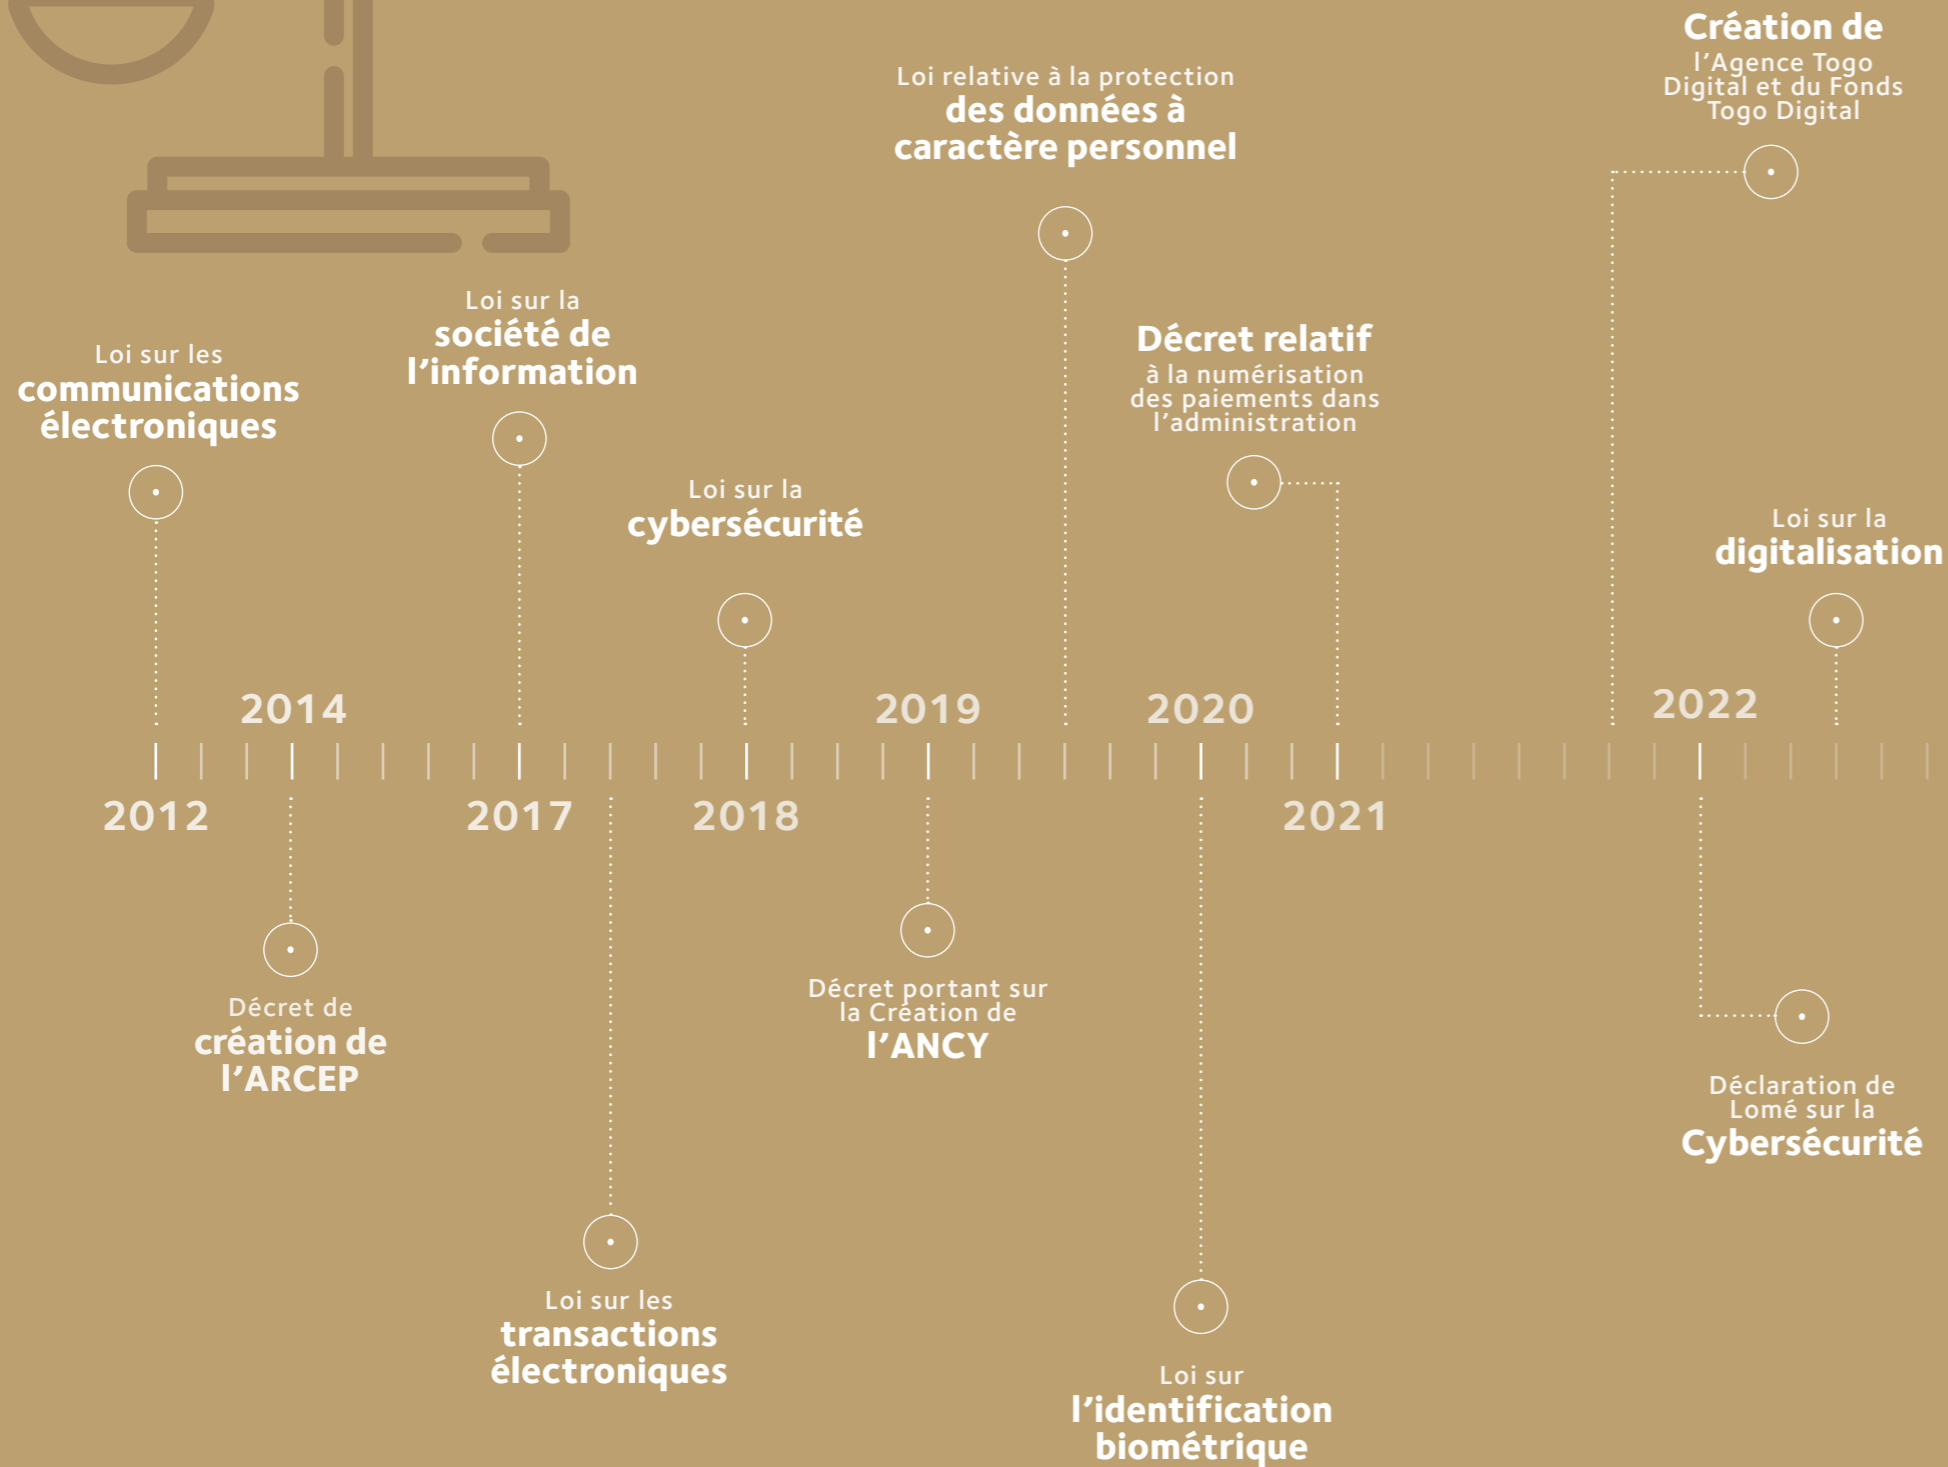 Création de
l'Agence Togo
Digital et du Fonds
Togo Digital
Loi relative à la protection
des données à
caractère personnel
Loi sur la
société de
l'information
Loi sur les
communications
électroniques
Décret relatif
à la numérisation
des paiements dans
l'administration
Loi sur la
cybersécurité
Loi sur la
digitalisation
2014
2019
2020
2022
2012
2017
2018
2021
Décret de
création de
l'ARCEP
Décret portant sur
la Création de
l'ANCY
Déclaration de
Lomé sur la
Cybersécurité
Loi sur les
transactions
électroniques
Loi sur
l'identification
biométrique